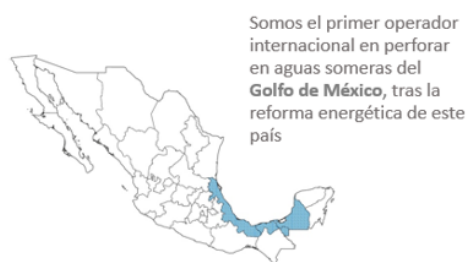 Somos el primer operador
internacional en perforar
en aguas someras del
Golfo de México, tras la
reforma energética de este
país